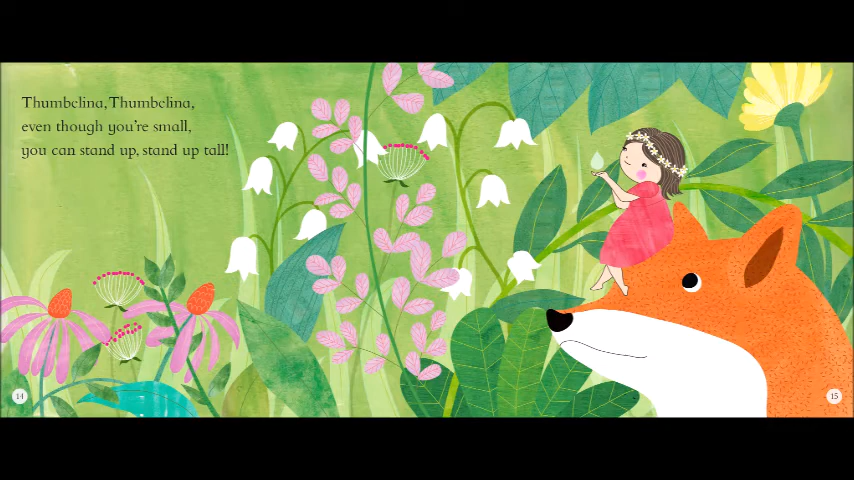 Thumbelina, Thumbelina,
even though you're small,
you can stand up, stand up tall!
14
15